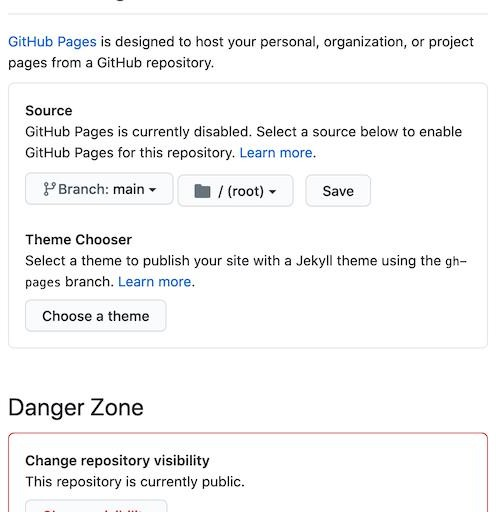 GitHub Pages is designed to host your personal, organization, or project
pages from a GitHub repository.
Source
GitHub Pages is currently disabled. Select a source below to enable
GitHub Pages for this repository. Learn more.
Branch: main / (root) Save
Theme Chooser
Select a theme to publish your site with a Jekyll theme using the gh-
pages branch. Learn more.
Choose a theme
Danger Zone
Change repository visibility
This repository is currently public.